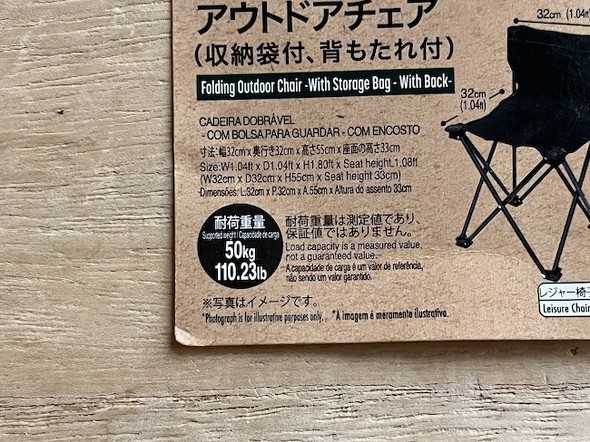 アウトドアチェア
(収納袋付、背もたれ付)
Folding Outdoor Chair -With Storage Bag - With Back-
CADEIRA DOBRÁVEL
- COM BOLSA PARA GUARDAR - COM ENCOSTO
寸法:幅32cm x 奥行き32cm x 高さ55cm x 座面の高さ33cm
Size:W1.04ft x D1.04ft x H1.80ft x Seat height.1.08ft
(W32cm x D32cm x H55cm x Seat height 33cm)
Dimensões: L:32cm x P.32cm x A.55cm x Altura do assento 33cm
耐荷重量
Supported weight / Capacidade de carga
50kg
110.23lb
耐荷重量は測定値であり、
保証値ではありません。
Load capacity is a measured value,
not a guaranteed value.
A capacidade de carga é um valor de referência,
não sendo um valor garantido.
※写真はイメージです。
*Photograph is for illustrative purposes only. *A imagem é meramente ilustrativa.
32cm (1.04ft)
32cm
(1.04ft)
レジャー椅子
Leisure Chair